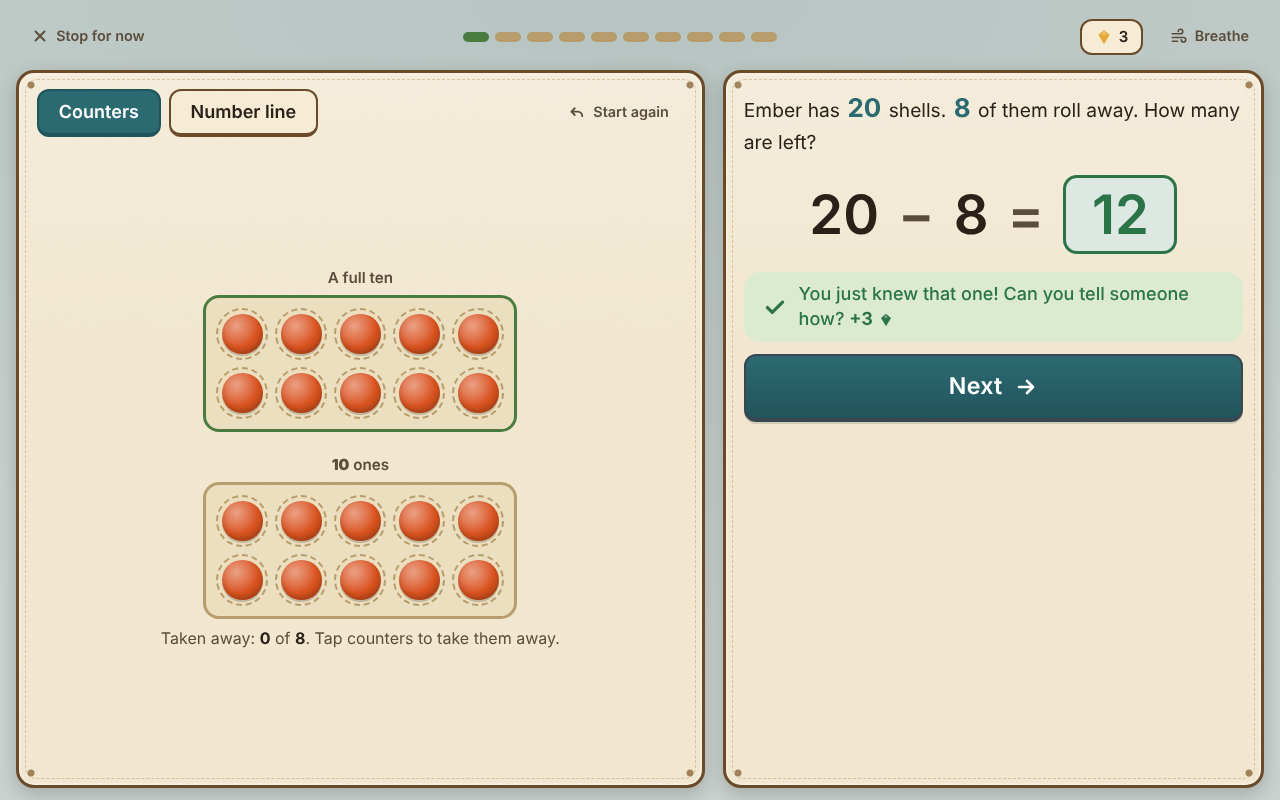 Stop for now
3
Breathe
Counters
Number line
Start again
A full ten
10 ones
Taken away: 0 of 8. Tap counters to take them away.
Ember has 20 shells. 8 of them roll away. How many
are left?
20 − 8 = 12
You just knew that one! Can you tell someone
how? +3
Next →